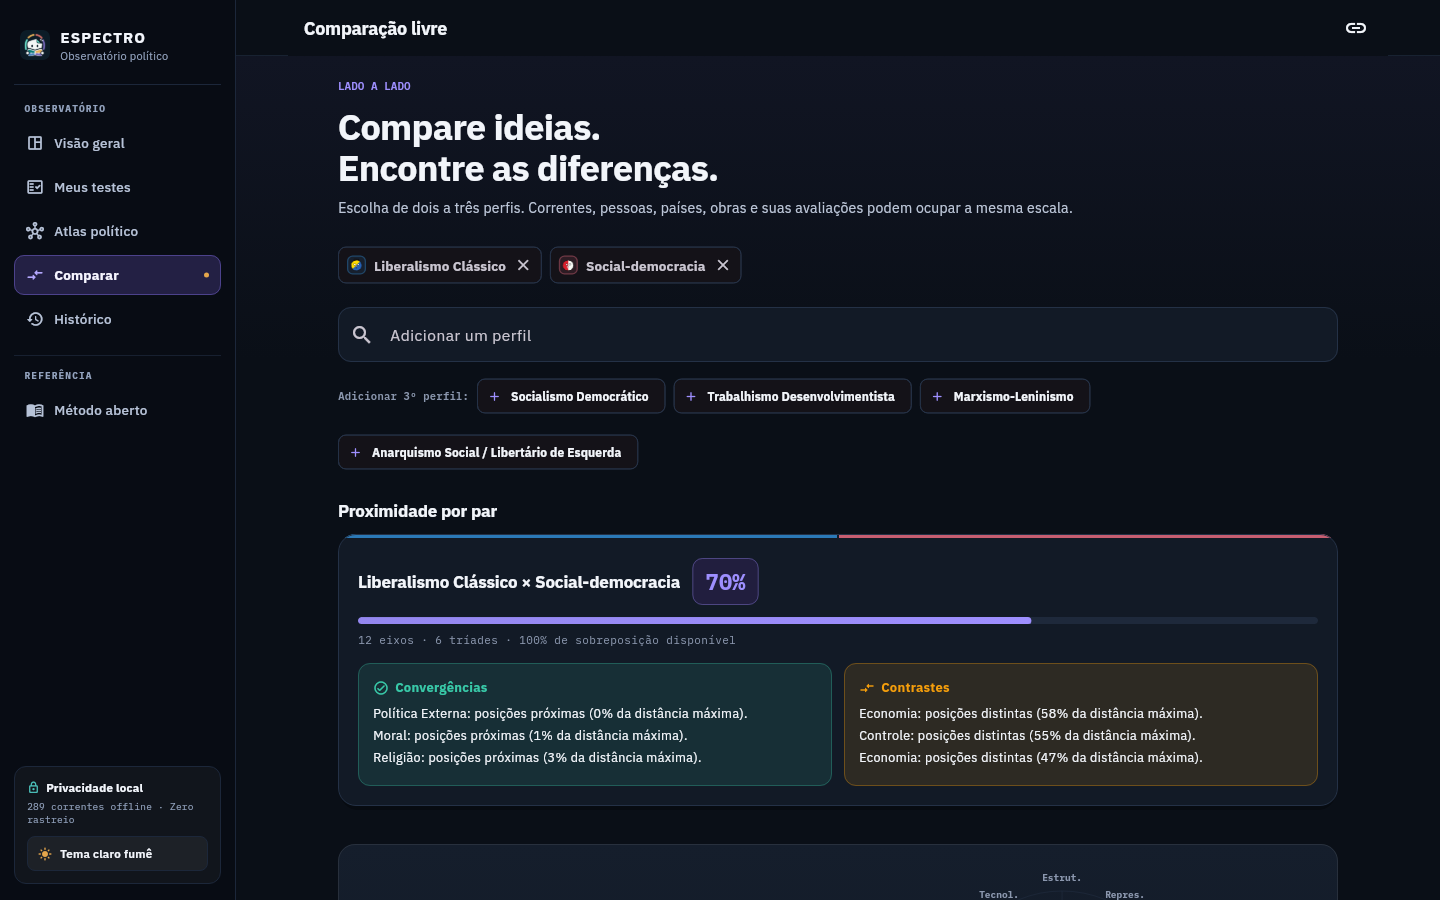 ESPECTRO
Observatório político
OBSERVATÓRIO
Visão geral
Meus testes
Atlas político
Comparar
Histórico
REFERÊNCIA
Método aberto
Privacidade local
289 correntes offline · Zero
rastreio
Tema claro fumê
Comparação livre
LADO A LADO
Compare ideias.
Encontre as diferenças.
Escolha de dois a três perfis. Correntes, pessoas, países, obras e suas avaliações podem ocupar a mesma escala.
Liberalismo Clássico
Social-democracia
Adicionar um perfil
Adicionar 3º perfil:
+ Socialismo Democrático
+ Trabalhismo Desenvolvimentista
+ Marxismo-Leninismo
+ Anarquismo Social / Libertário de Esquerda
Proximidade por par
Liberalismo Clássico × Social-democracia 70%
12 eixos · 6 tríades · 100% de sobreposição disponível
Convergências
Política Externa: posições próximas (0% da distância máxima).
Moral: posições próximas (1% da distância máxima).
Religião: posições próximas (3% da distância máxima).
Contrastes
Economia: posições distintas (58% da distância máxima).
Controle: posições distintas (55% da distância máxima).
Economia: posições distintas (47% da distância máxima).
Estrut.
Tecnol.
Repres.